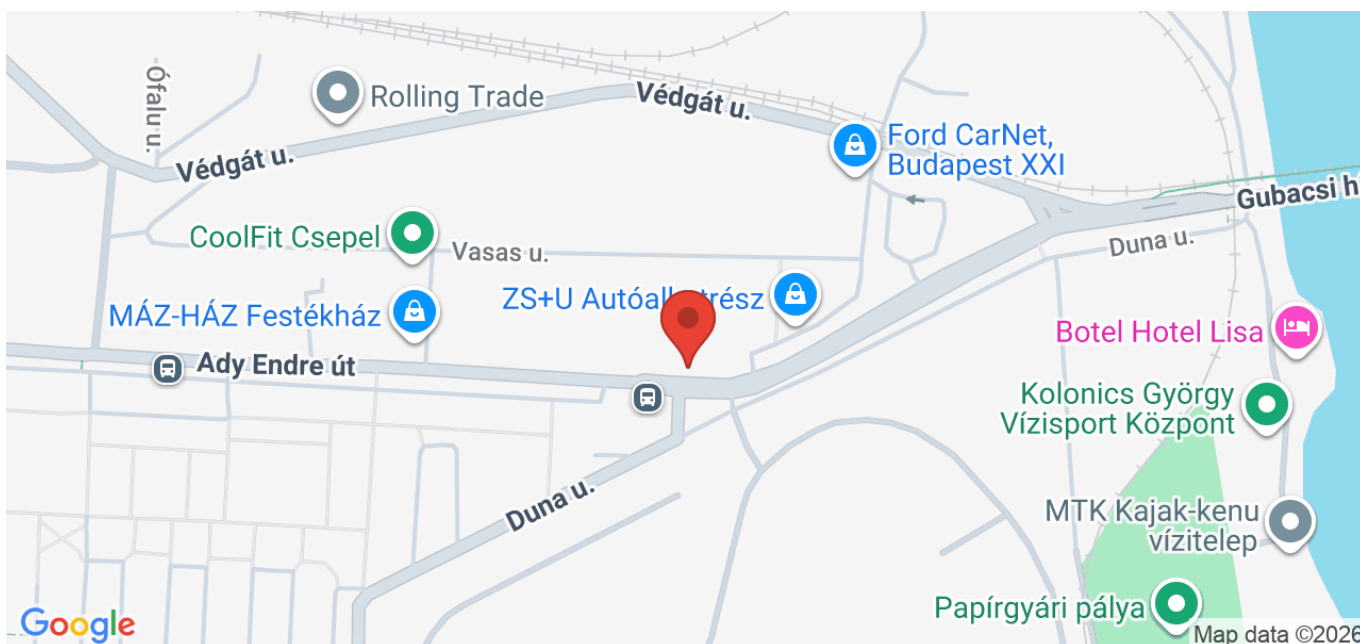 Ófalu u.
Rolling Trade
Védgát u.
Ford CarNet,
Budapest XXI
Védgát u.
Gubacsi h
CoolFit Csepel
Vasas u.
Duna u.
ZS+U Autóalkatrész
MÁZ-HÁZ Festékház
Botel Hotel Lisa
Ady Endre út
Kolonics György
Vízisport Központ
Duna u.
MTK Kajak-kenu
vízitelep
Papírgyári pálya
Google
Map data ©2026